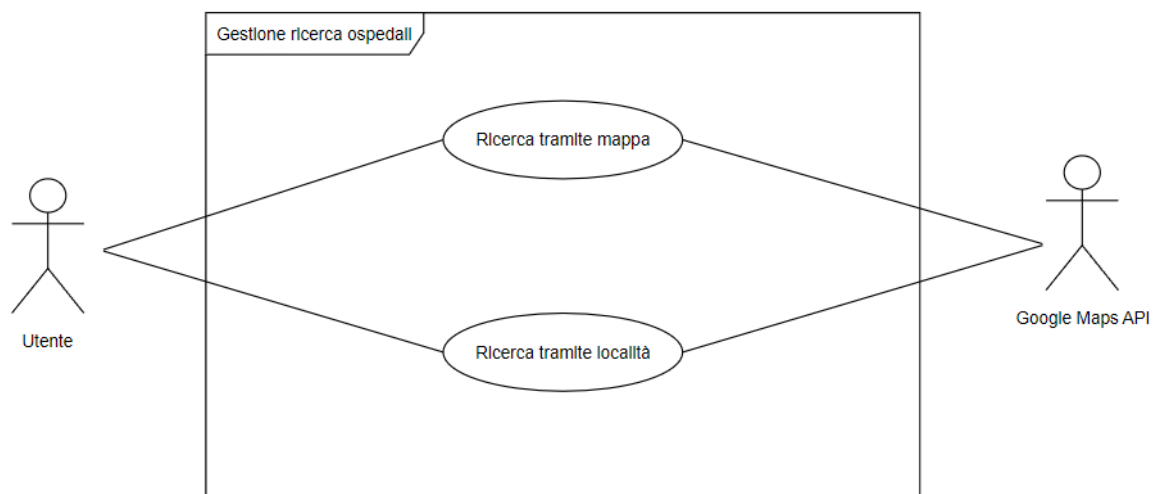 Gestione ricerca ospedali
Ricerca tramite mappa
Utente
Google Maps API
Ricerca tramite località